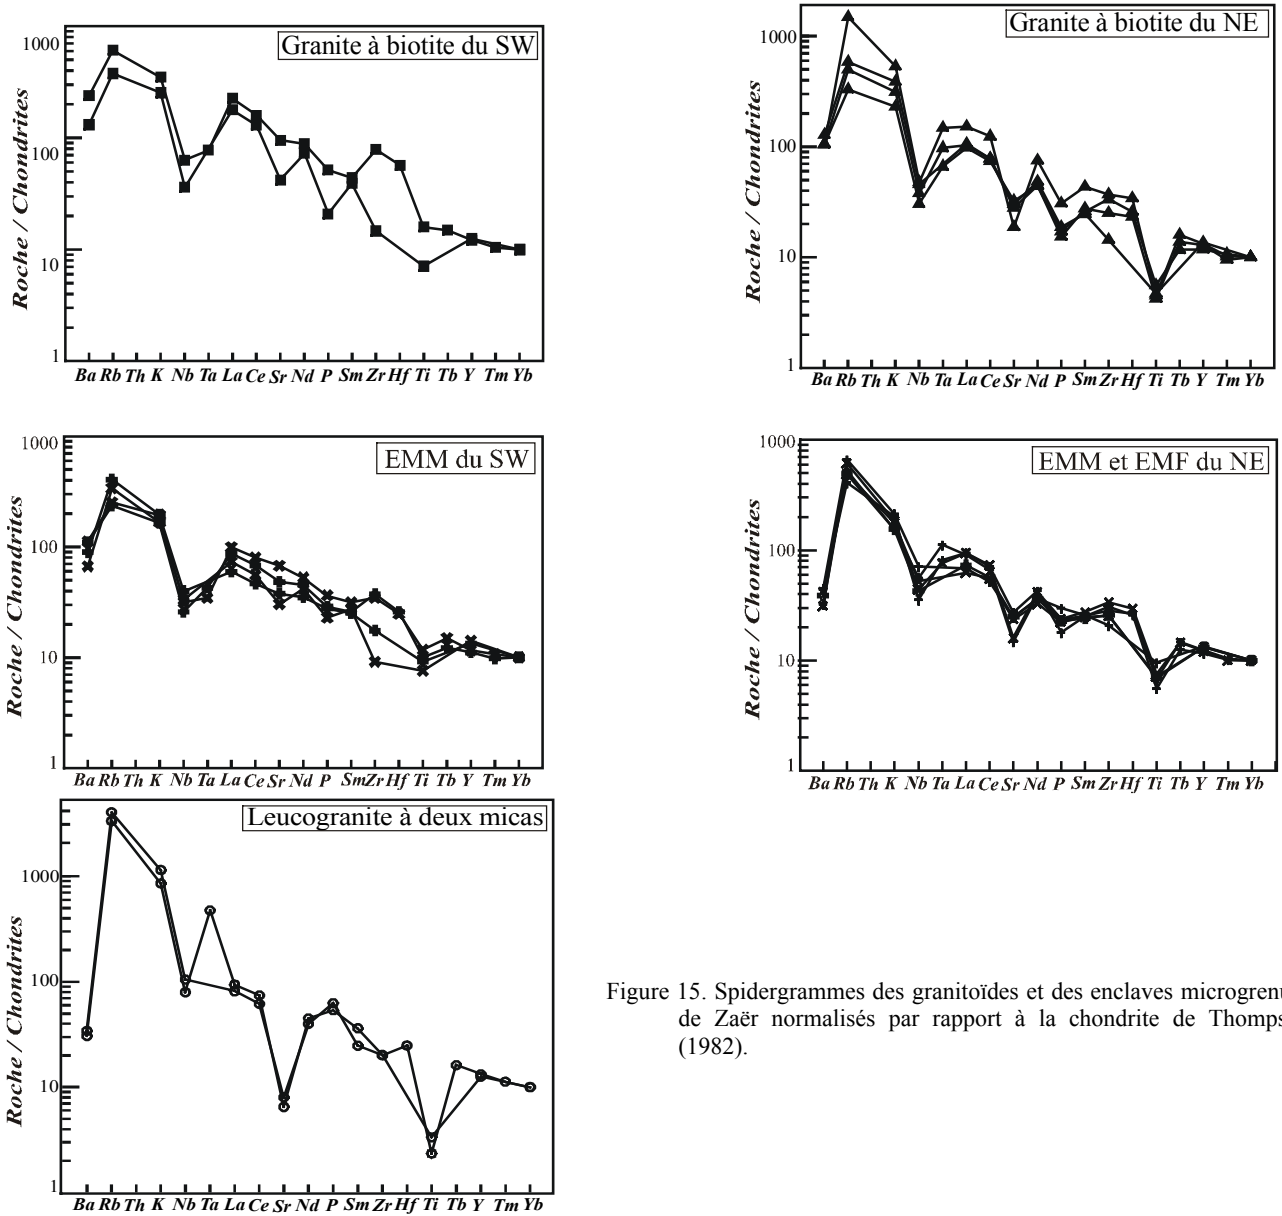 Granite à biotite du SW
Roche / Chondrites
1000
100
10
1
Ba Rb Th K Nb Ta La Ce Sr Nd P Sm Zr Hf Ti Tb Y Tm Yb
Granite à biotite du NE
Roche / Chondrites
1000
100
10
1
Ba Rb Th K Nb Ta La Ce Sr Nd P Sm Zr Hf Ti Tb Y Tm Yb
EMM du SW
Roche / Chondrites
1000
100
10
1
Ba Rb Th K Nb Ta La Ce Sr Nd P Sm Zr Hf Ti Tb Y Tm Yb
EMM et EMF du NE
Roche / Chondrites
1000
100
10
1
Ba Rb Th K Nb Ta La Ce Sr Nd P Sm Zr Hf Ti Tb Y Tm Yb
Leucogranite à deux micas
Roche / Chondrites
1000
100
10
1
Ba Rb Th K Nb Ta La Ce Sr Nd P Sm Zr Hf Ti Tb Y Tm Yb
Figure 15. Spidergrammes des granitoïdes et des enclaves microgrenu
de Zaër normalisés par rapport à la chondrite de Thomps
(1982).